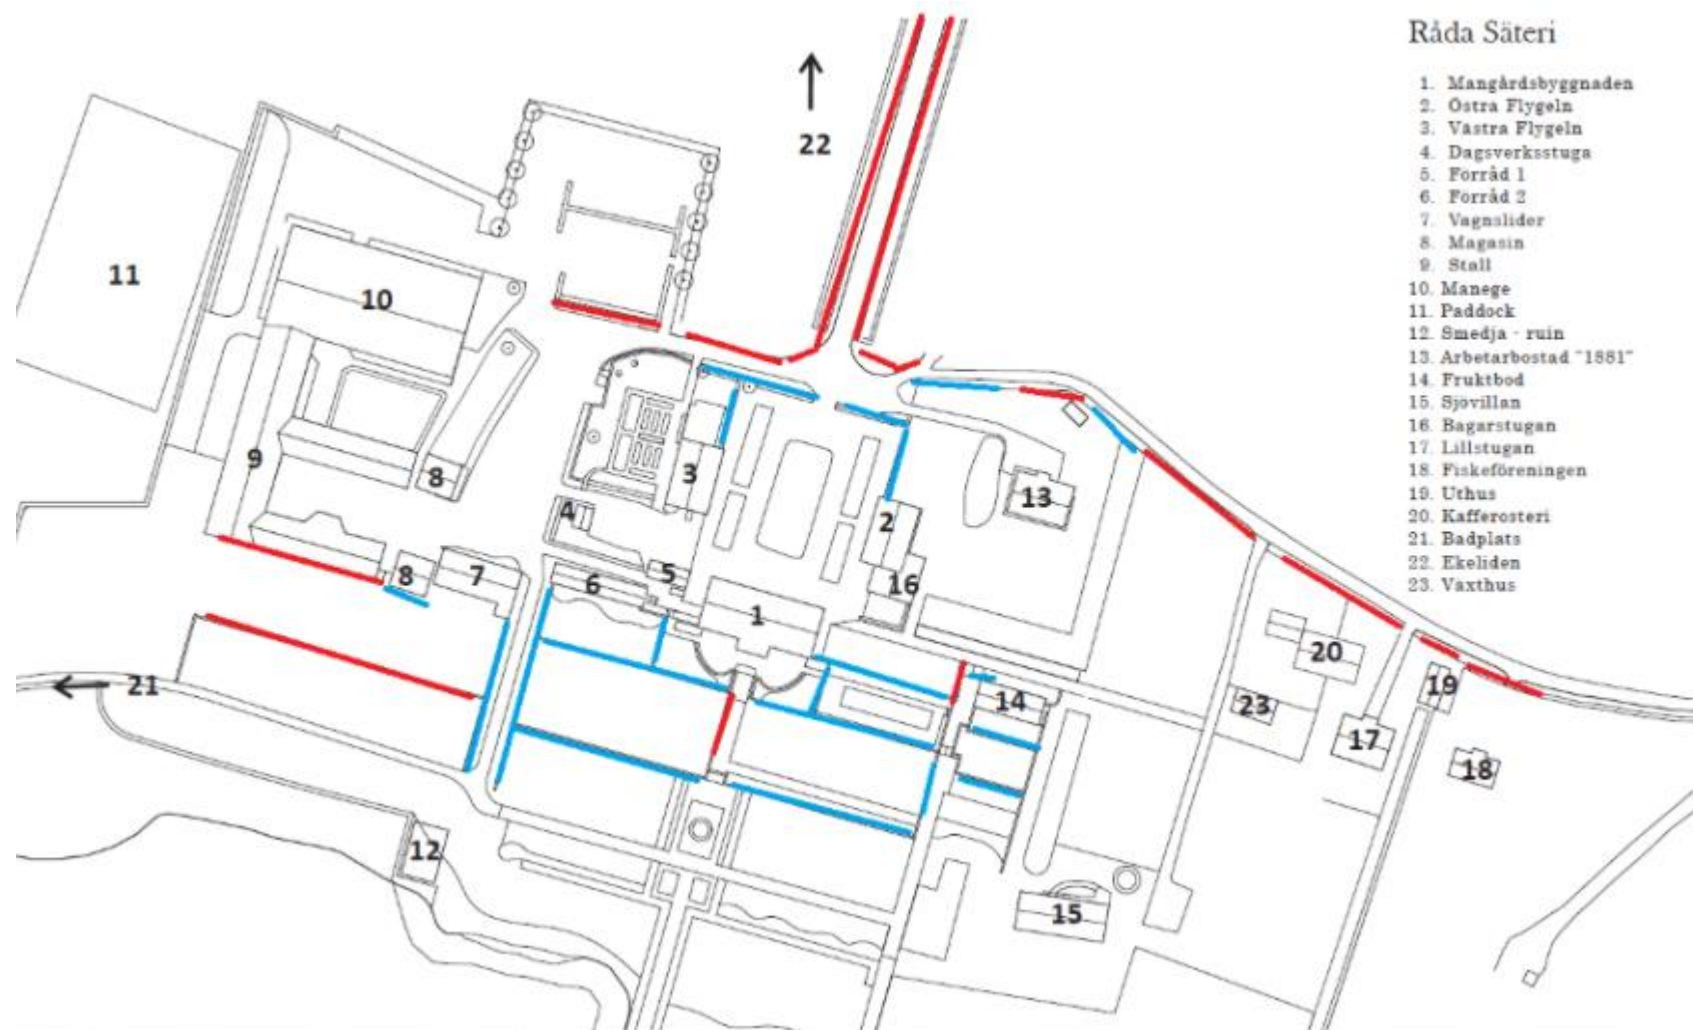 Råda Säteri
1. Mangårdsbyggnaden
2. Östra Flygeln
3. Västra Flygeln
4. Dagsverksstuga
5. Förråd 1
6. Förråd 2
7. Vagnslider
8. Magasin
9. Stall
10. Manege
11. Paddock
12. Smedja - ruin
13. Arbetarbostad "1881"
14. Fruktbod
15. Sjövillan
16. Bagarstugan
17. Lillstugan
18. Fiskeföreningen
19. Uthus
20. Kafferosteri
21. Badplats
22. Ekeliden
23. Växthus
22
11
10
9
8
3
4
2
13
8
7
6
5
1
16
20
21
14
23
19
17
18
12
15